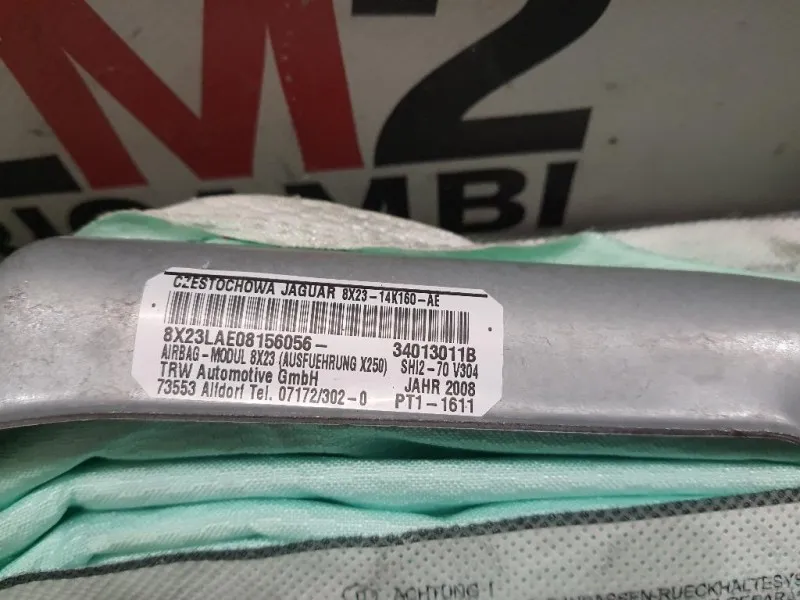 M2
RICAMBI
CZESTOCHOWA JAGUAR 8X23-14K160-AE
8X23LAE08156056- 34013011B
AIRBAG-MODUL 8X23 (AUSFUEHRUNG X250) SHI2-70 V304
TRW Automotive GmbH JAHR 2008
73553 Alfdorf Tel. 07172/302-0 PT1-1611
ACHTUNG !